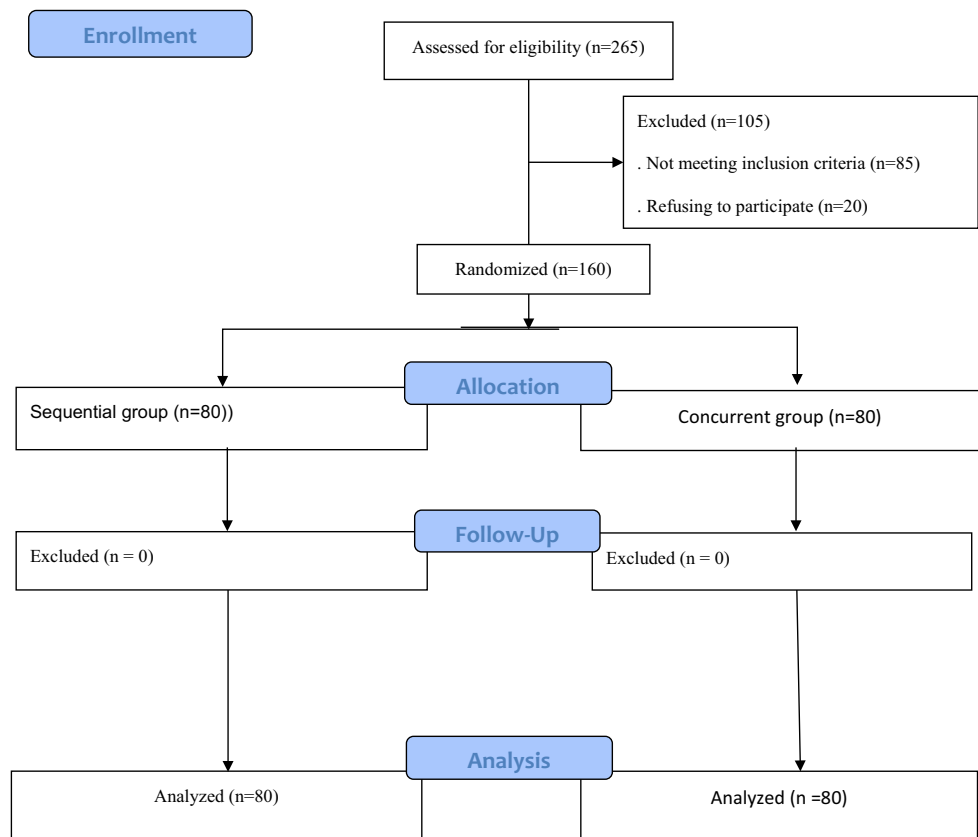 Enrollment
Assessed for eligibility (n=265)
Excluded (n=105)
. Not meeting inclusion criteria (n=85)
. Refusing to participate (n=20)
Randomized (n=160)
Allocation
Sequential group (n=80))
Concurrent group (n=80)
Follow-Up
Excluded (n = 0)
Excluded (n = 0)
Analysis
Analyzed (n=80)
Analyzed (n =80)